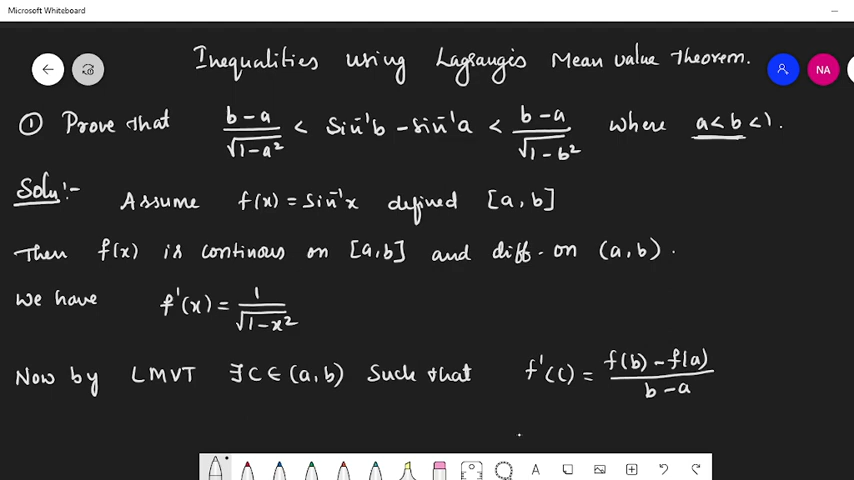 Microsoft Whiteboard
Inequalities using Lagrange's Mean value Theorem.
NA
① Prove that (b-a)/√(1-a²) < Sin⁻¹b - Sin⁻¹a < (b-a)/√(1-b²) where a<b<1.
Soln:-  Assume f(x) = Sin⁻¹x defined [a, b]
Then f(x) is continous on [a,b] and diff. on (a, b).
We have f'(x) = 1/√(1-x²)
Now by LMVT ∃ c ∈ (a, b) Such that f'(c) = (f(b) - f(a))/(b-a)
A